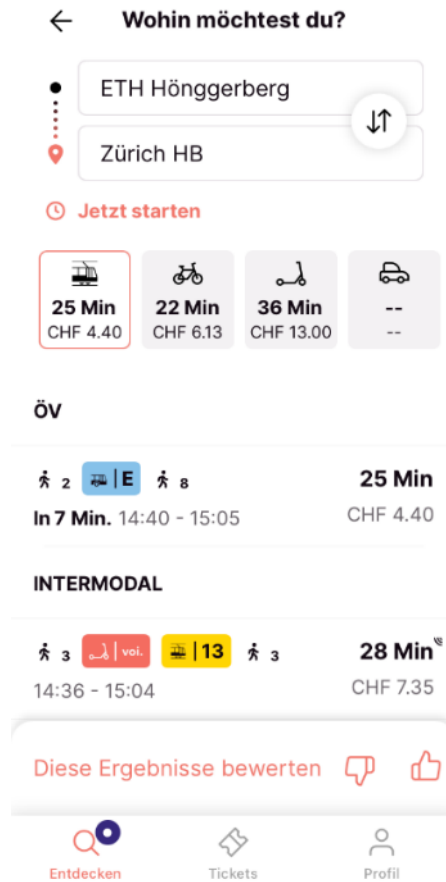 Wohin möchtest du?
ETH Hönggerberg
Zürich HB
Jetzt starten
25 Min 22 Min 36 Min --
CHF 4.40 CHF 6.13 CHF 13.00 --
ÖV
2 E 8 25 Min
In 7 Min. 14:40 - 15:05 CHF 4.40
INTERMODAL
3 voi. 13 3 28 Min
14:36 - 15:04 CHF 7.35
Diese Ergebnisse bewerten
Entdecken Tickets Profil